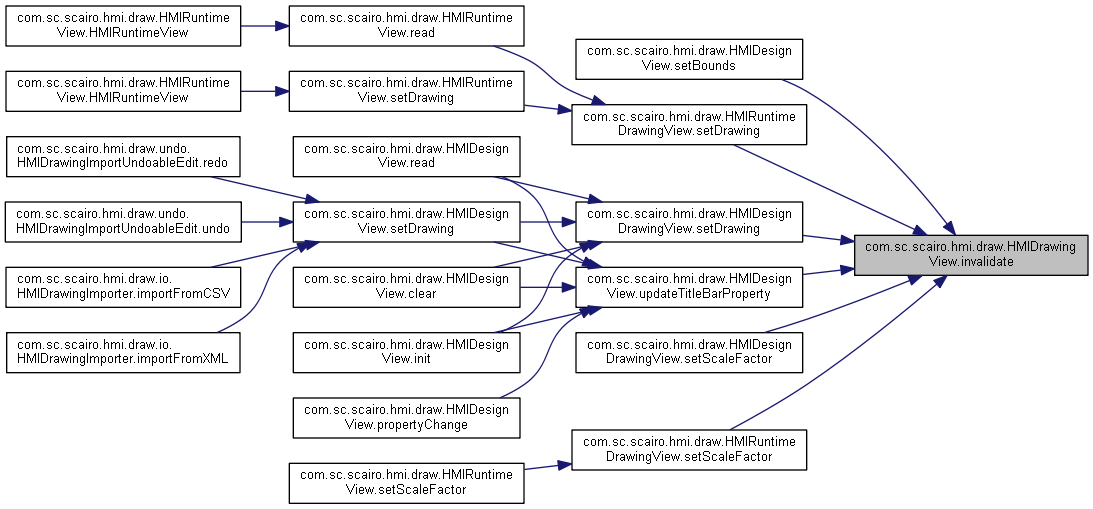 com.sc.scairo.hmi.draw.HMIRuntime
View.HMIRuntimeView
com.sc.scairo.hmi.draw.HMIRuntime
View.read
com.sc.scairo.hmi.draw.HMIDesign
View.setBounds
com.sc.scairo.hmi.draw.HMIRuntime
View.HMIRuntimeView
com.sc.scairo.hmi.draw.HMIRuntime
View.setDrawing
com.sc.scairo.hmi.draw.HMIRuntime
DrawingView.setDrawing
com.sc.scairo.hmi.draw.undo.
HMIDrawingImportUndoableEdit.redo
com.sc.scairo.hmi.draw.HMIDesign
View.read
com.sc.scairo.hmi.draw.undo.
HMIDrawingImportUndoableEdit.undo
com.sc.scairo.hmi.draw.HMIDesign
View.setDrawing
com.sc.scairo.hmi.draw.HMIDesign
DrawingView.setDrawing
com.sc.scairo.hmi.draw.HMIDrawing
View.invalidate
com.sc.scairo.hmi.draw.io.
HMIDrawingImporter.importFromCSV
com.sc.scairo.hmi.draw.HMIDesign
View.clear
com.sc.scairo.hmi.draw.HMIDesign
View.updateTitleBarProperty
com.sc.scairo.hmi.draw.io.
HMIDrawingImporter.importFromXML
com.sc.scairo.hmi.draw.HMIDesign
View.init
com.sc.scairo.hmi.draw.HMIDesign
DrawingView.setScaleFactor
com.sc.scairo.hmi.draw.HMIDesign
View.propertyChange
com.sc.scairo.hmi.draw.HMIRuntime
DrawingView.setScaleFactor
com.sc.scairo.hmi.draw.HMIRuntime
View.setScaleFactor